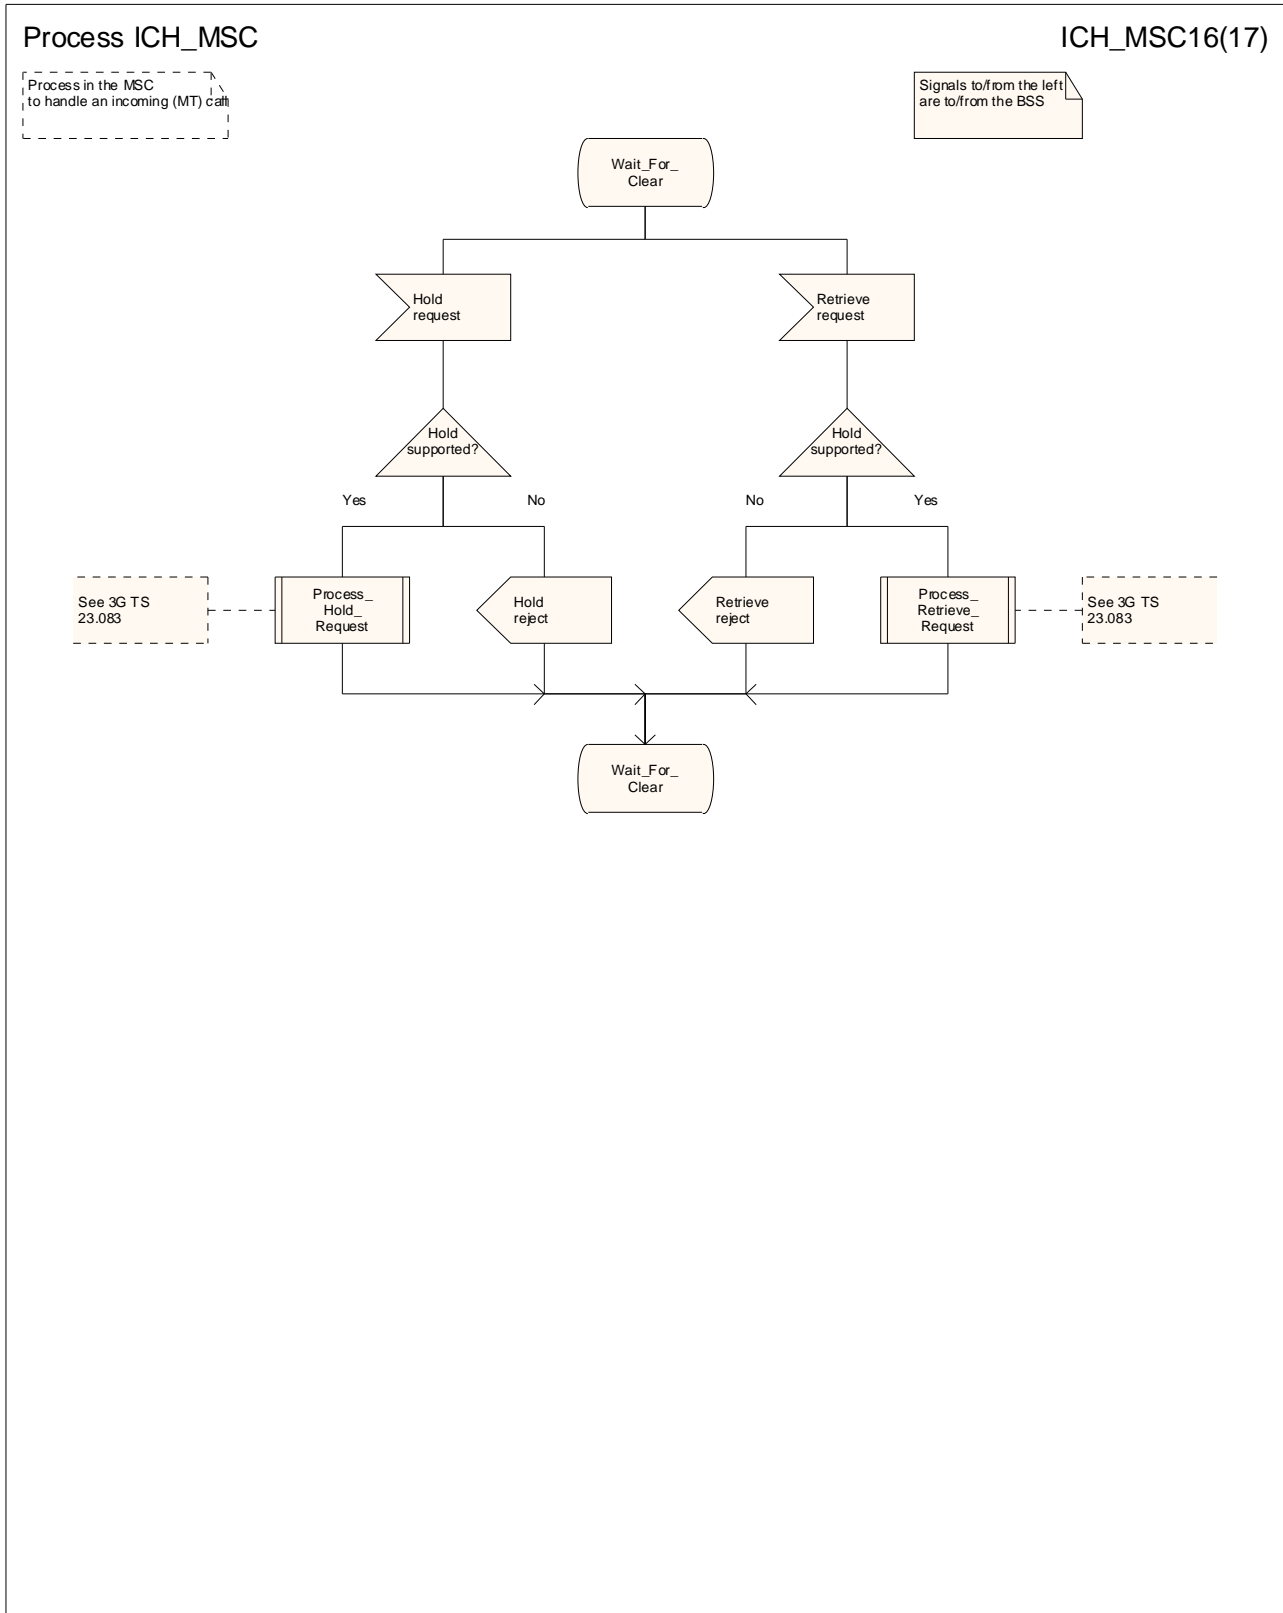 Process ICH_MSC
ICH_MSC16(17)
Process in the MSC
to handle an incoming (MT) call
Signals to/from the left
are to/from the BSS
Wait_For_
Clear
Hold
request
Retrieve
request
Hold
supported?
Hold
supported?
Yes
No
No
Yes
See 3G TS
23.083
Process_
Hold_
Request
Hold
reject
Retrieve
reject
Process_
Retrieve_
Request
See 3G TS
23.083
Wait_For_
Clear